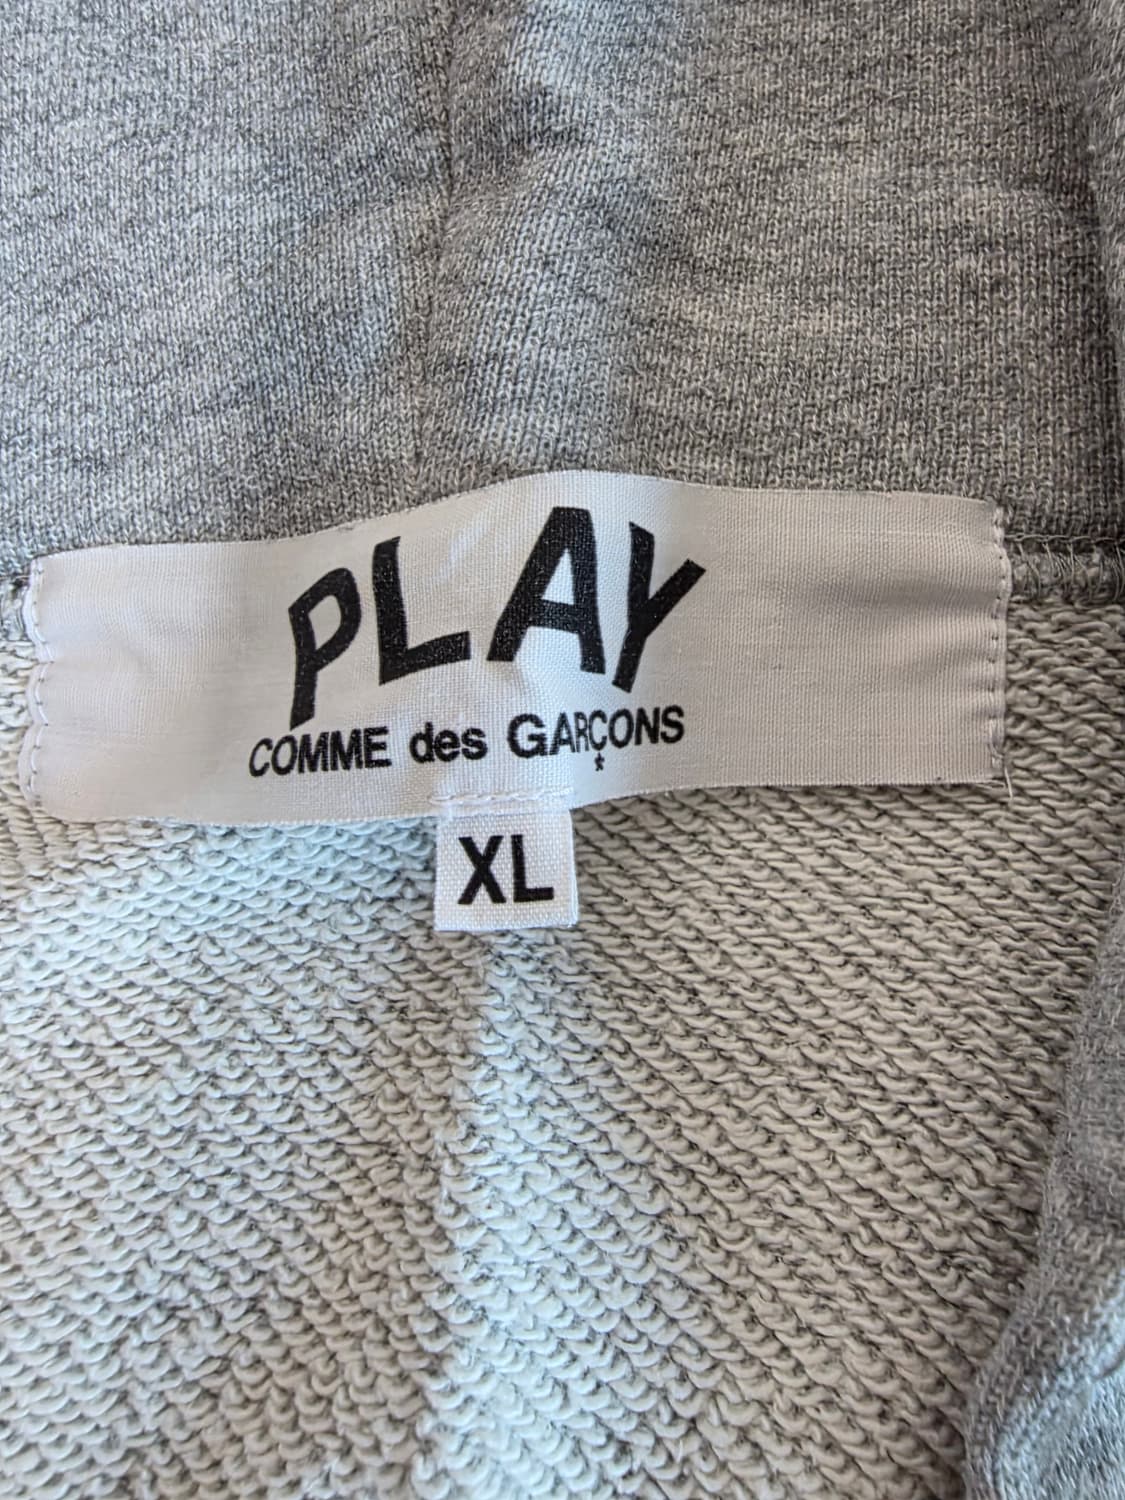 PLAY
COMME des GARÇONS
*
XL